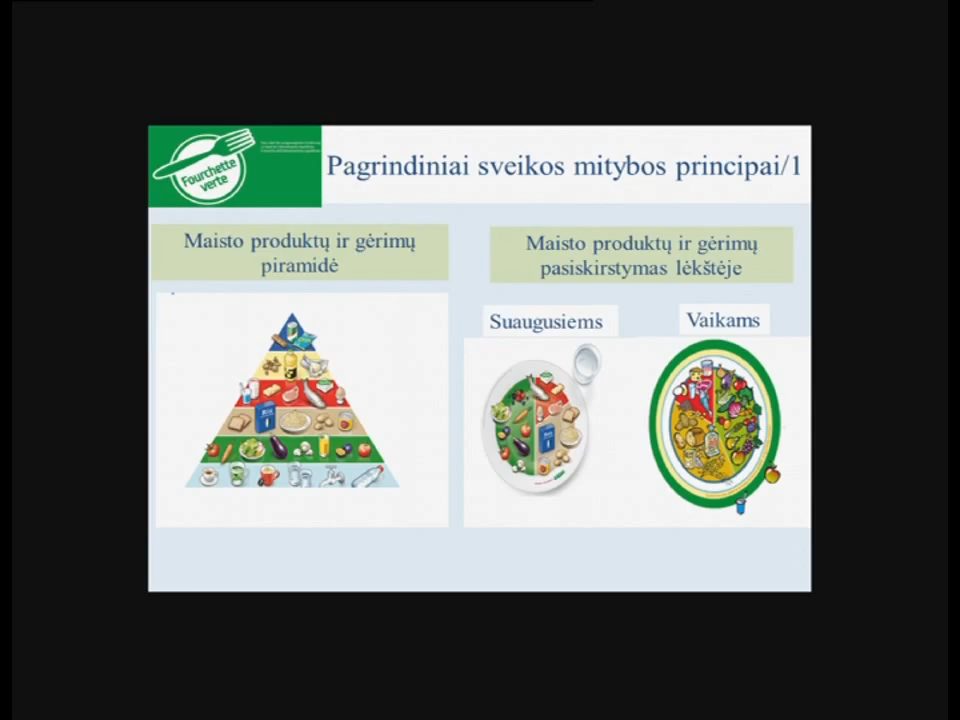 Fourchette
verte
Pagrindiniai sveikos mitybos principai/1
Maisto produktų ir gėrimų
piramidė
Maisto produktų ir gėrimų
pasiskirstymas lėkštėje
Suaugusiems
Vaikams